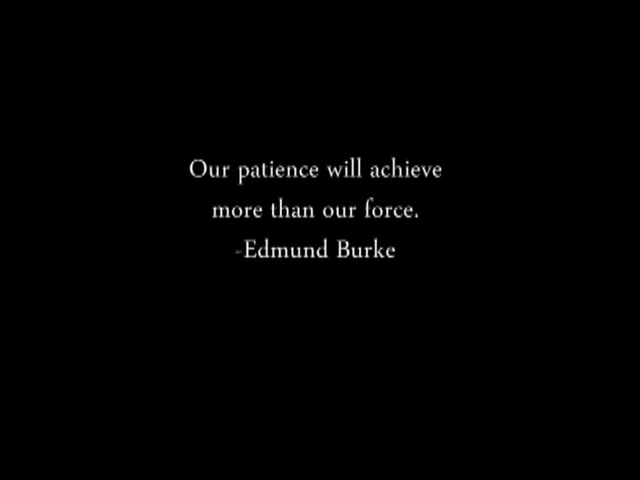 Our patience will achieve
more than our force.
-Edmund Burke